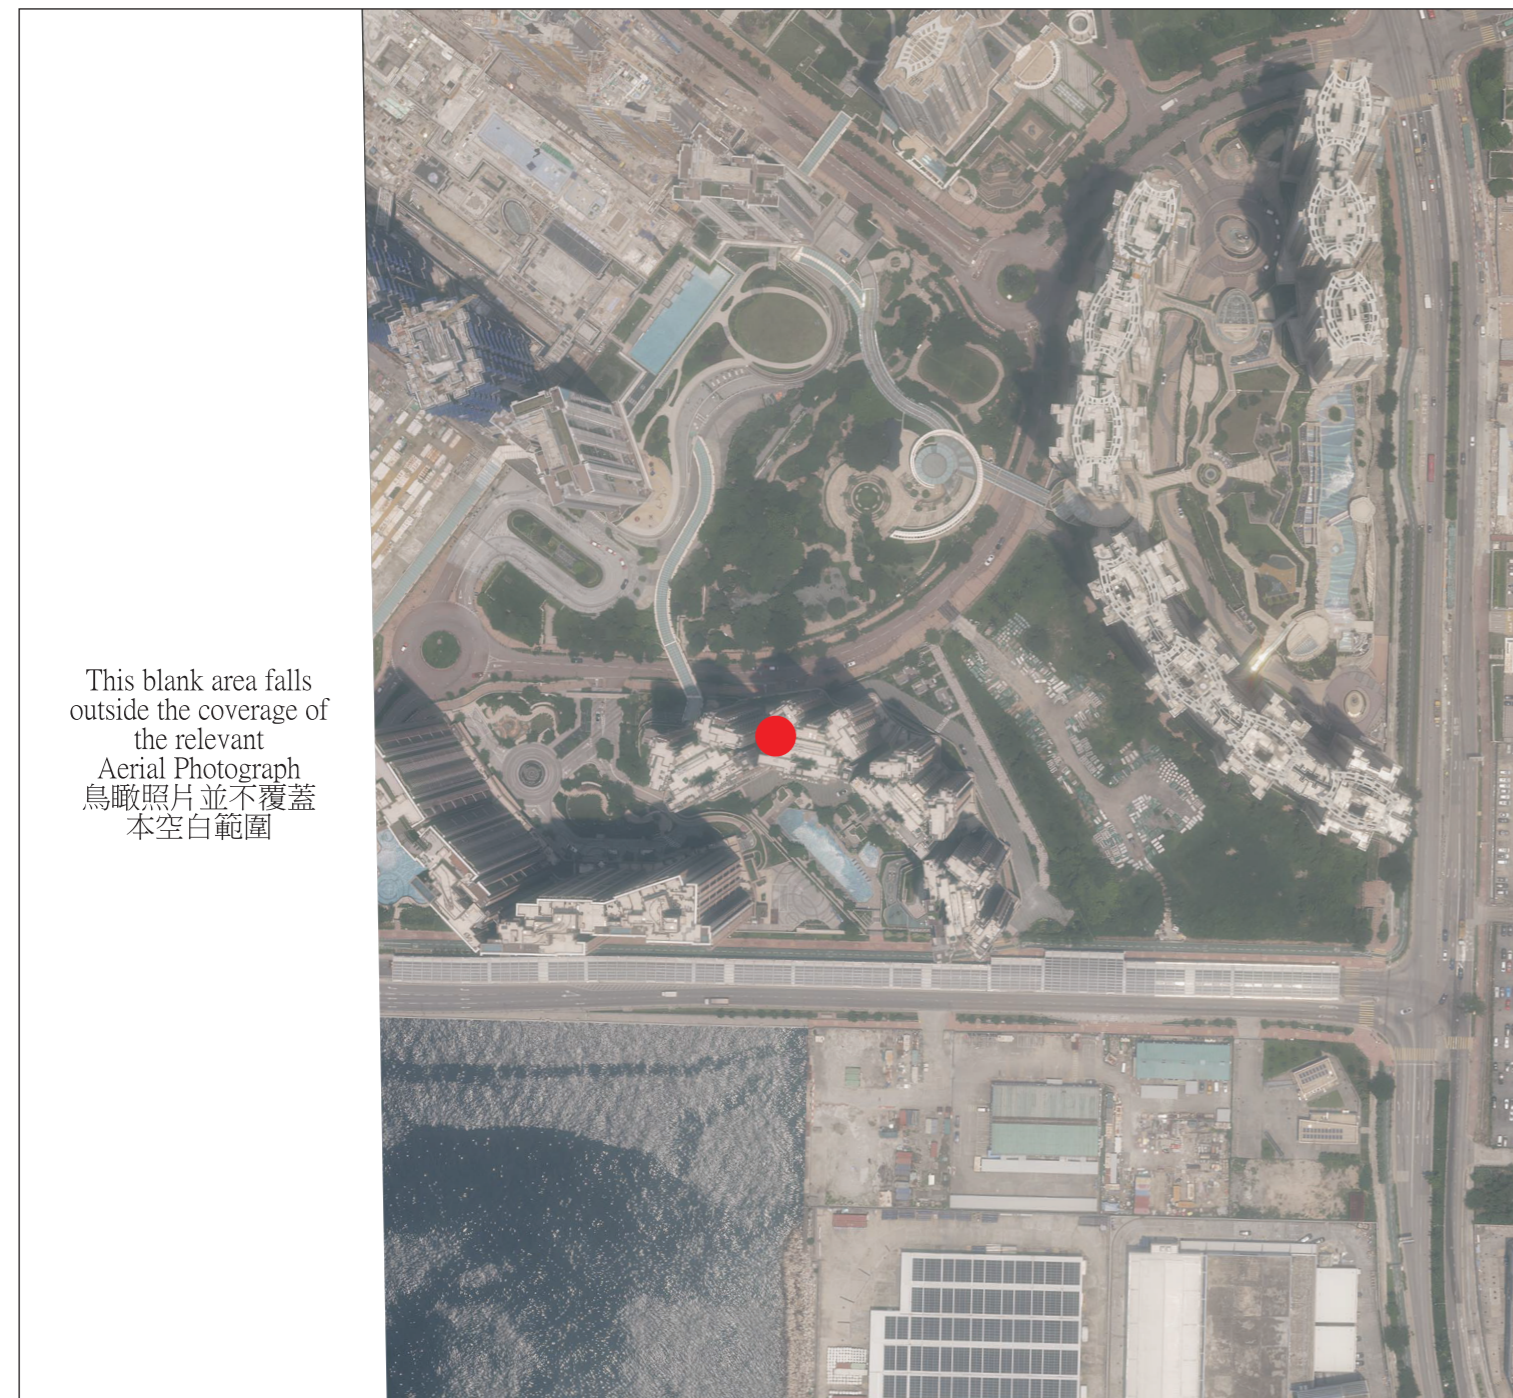 This blank area falls
outside the coverage of
the relevant
Aerial Photograph
鳥瞰照片並不覆蓋
本空白範圍